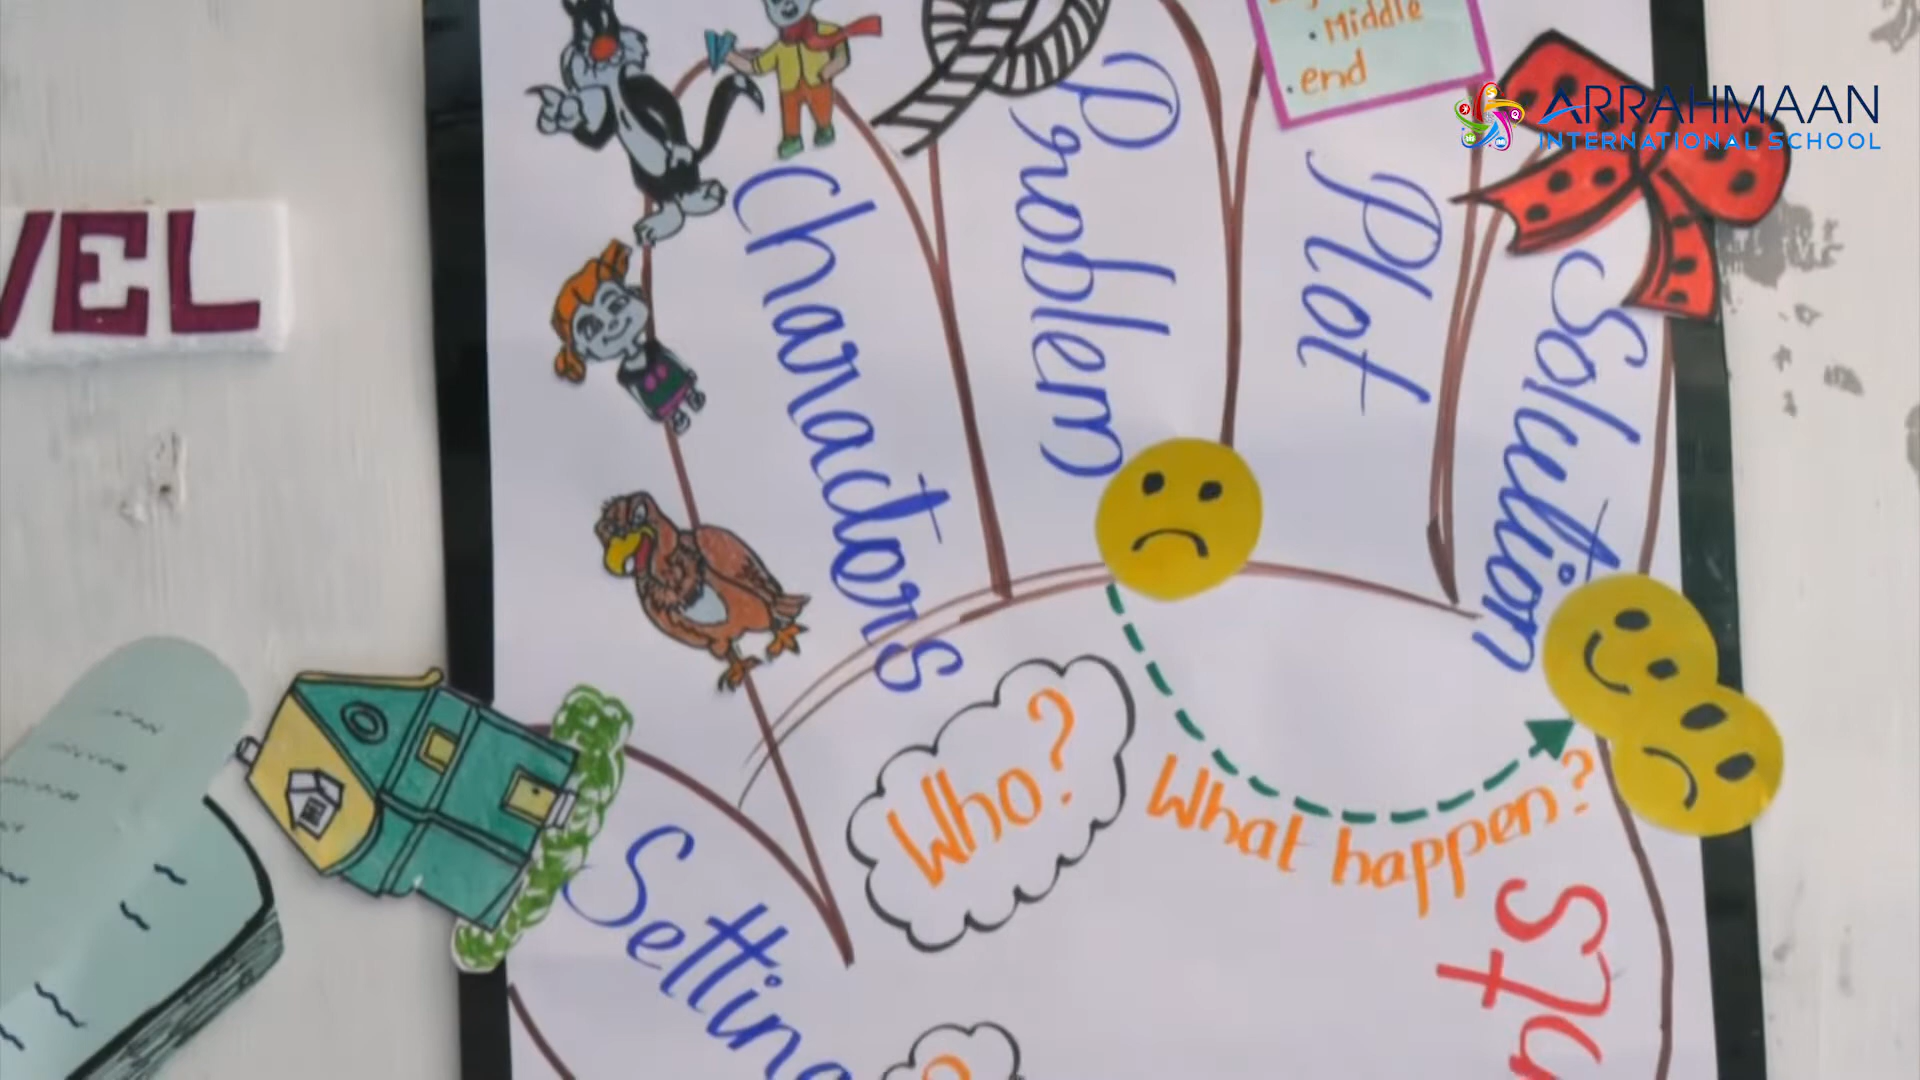 • Middle
• end
ARRAHMAAN
INTERNATIONAL SCHOOL
VEL
Characters
Problem
Plot
Solution
Who?
What happen?
Setting